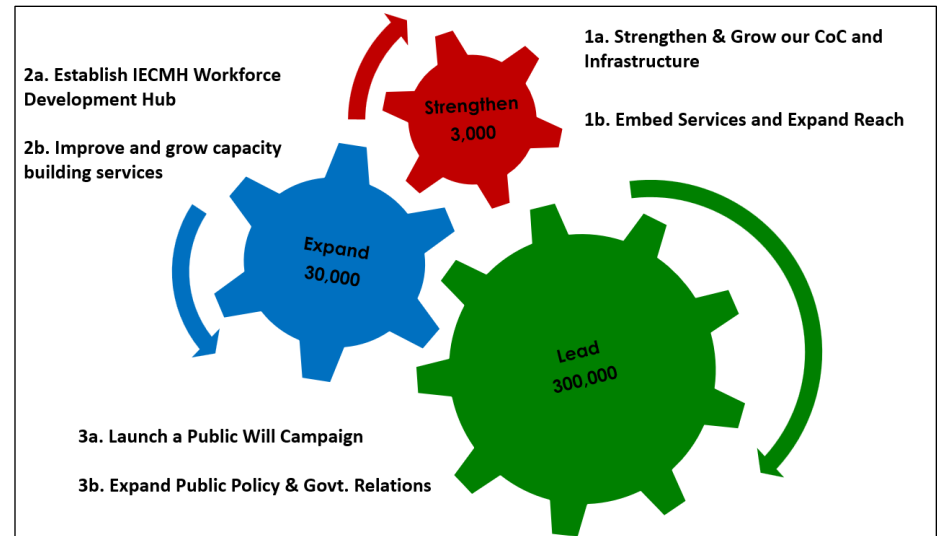 1a. Strengthen & Grow our CoC and
Infrastructure
1b. Embed Services and Expand Reach
2a. Establish IECMH Workforce
Development Hub
2b. Improve and grow capacity
building services
Strengthen
3,000
Expand
30,000
Lead
300,000
3a. Launch a Public Will Campaign
3b. Expand Public Policy & Govt. Relations